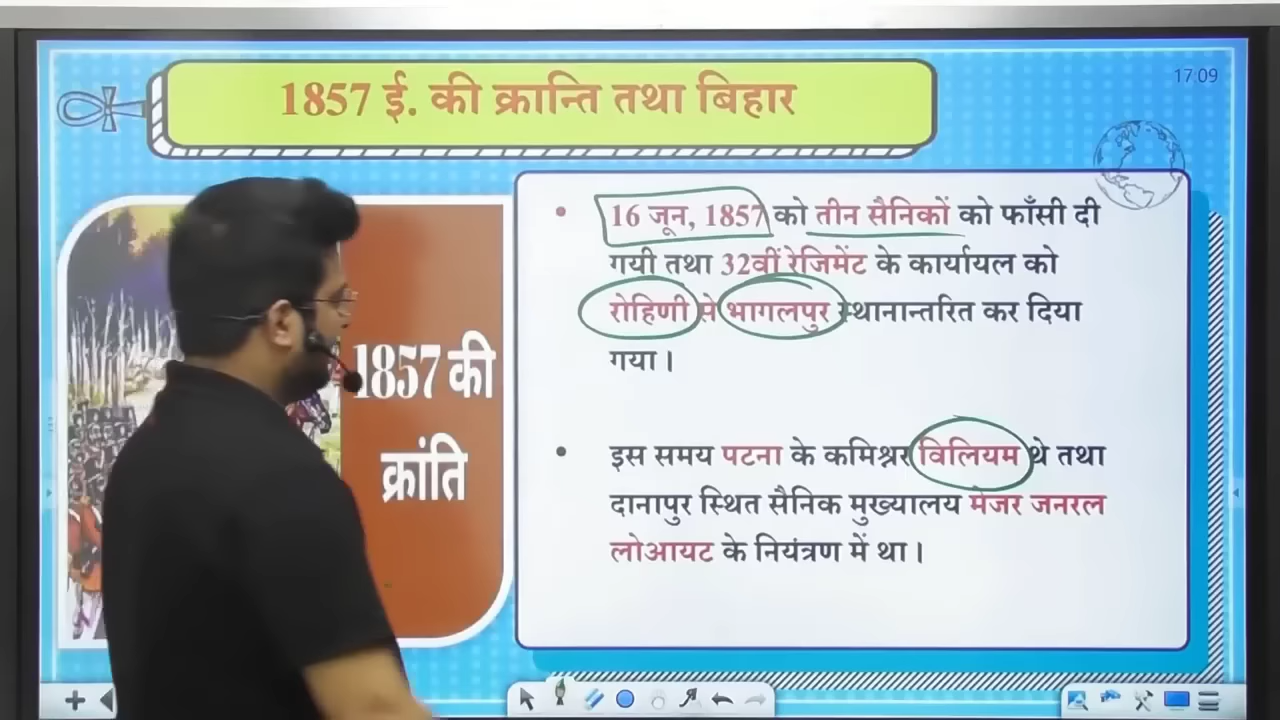 17:09
1857 ई. की क्रान्ति तथा बिहार
1857 की
क्रांति
• 16 जून, 1857 को तीन सैनिकों को फाँसी दी
गयी तथा 32वीं रेजिमेंट के कार्यायल को
रोहिणी से भागलपुर स्थानान्तरित कर दिया
गया।
• इस समय पटना के कमिश्नर विलियम थे तथा
दानापुर स्थित सैनिक मुख्यालय मेजर जनरल
लोआयट के नियंत्रण में था।